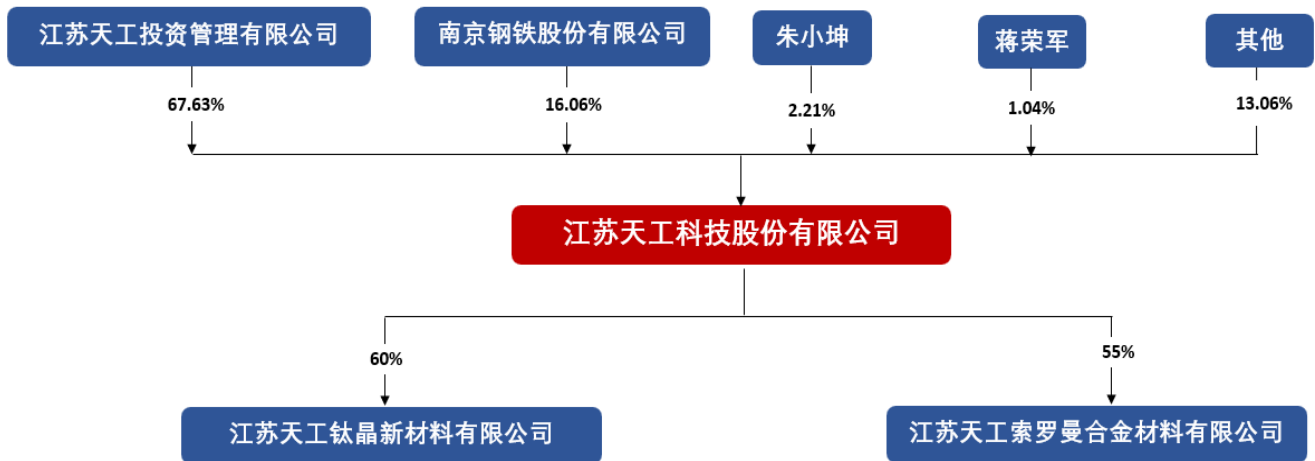 江苏天工投资管理有限公司
南京钢铁股份有限公司
朱小坤
蒋荣军
其他
67.63%
16.06%
2.21%
1.04%
13.06%
江苏天工科技股份有限公司
60%
55%
江苏天工钛晶新材料有限公司
江苏天工索罗曼合金材料有限公司